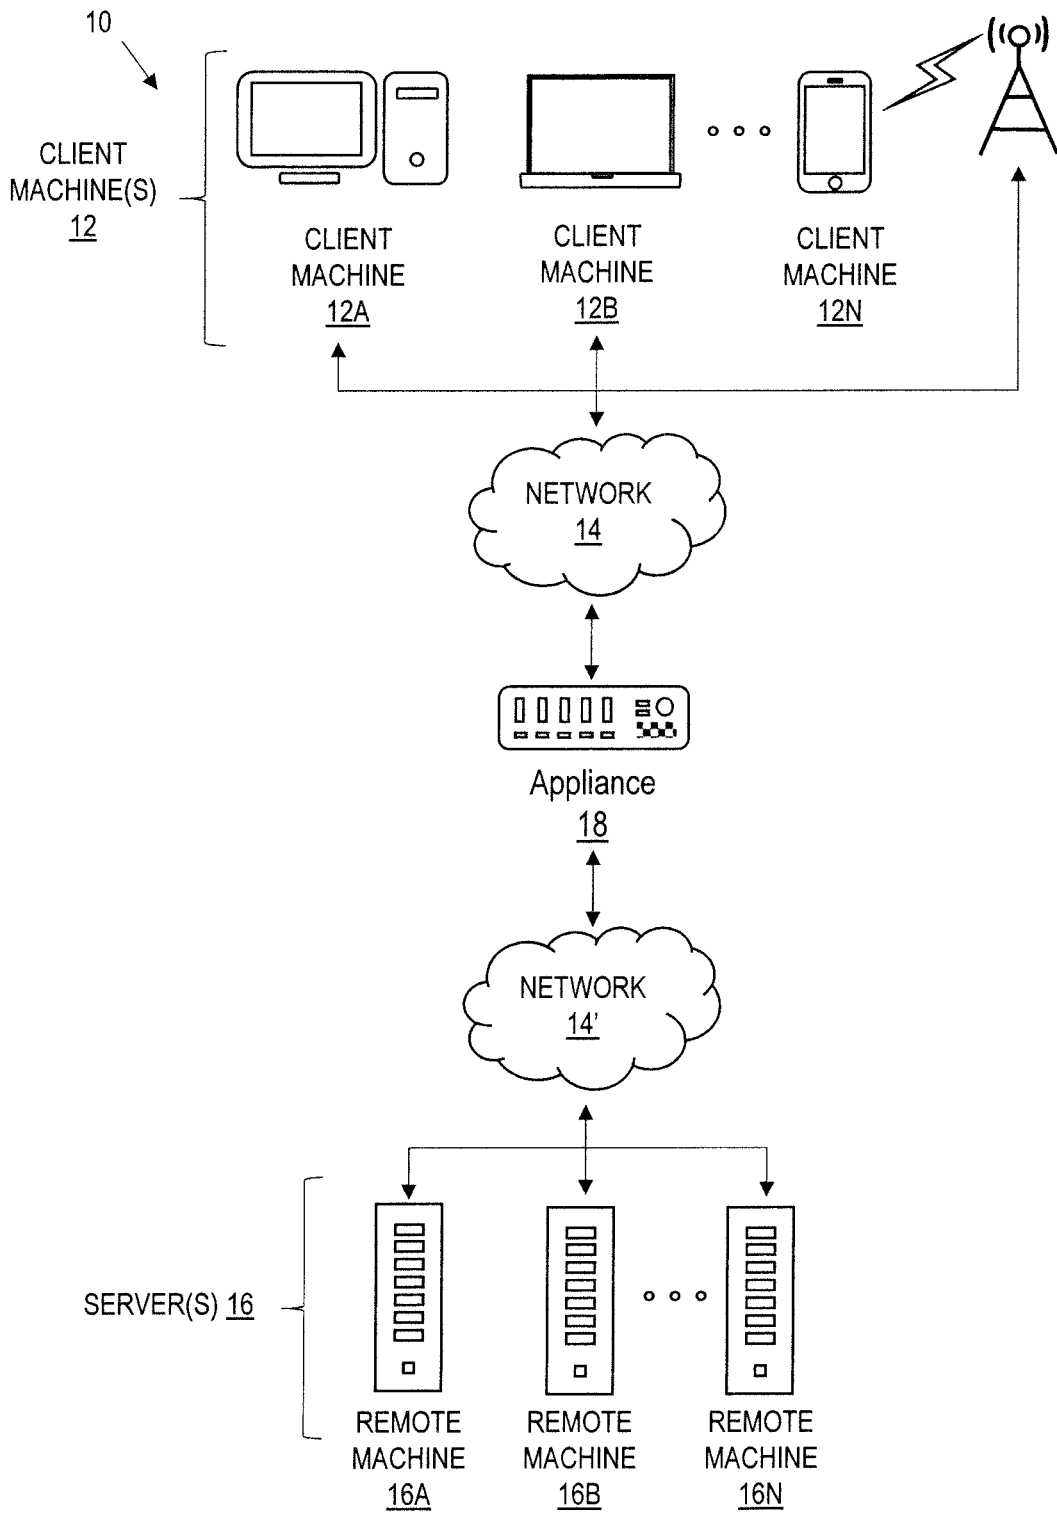 10
CLIENT
MACHINE(S)
12
CLIENT
MACHINE
12A
CLIENT
MACHINE
12B
CLIENT
MACHINE
12N
NETWORK
14
Appliance
18
NETWORK
14'
SERVER(S) 16
REMOTE
MACHINE
16A
REMOTE
MACHINE
16B
REMOTE
MACHINE
16N